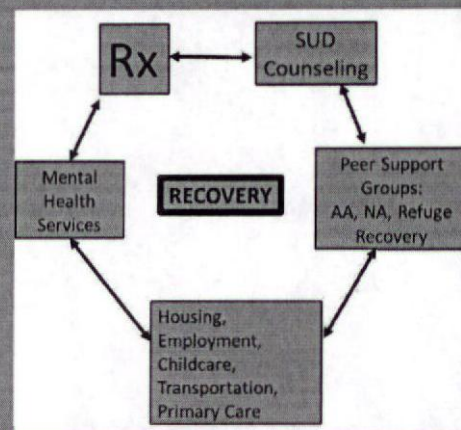 Rx
SUD
Counseling
Mental
Health
Services
RECOVERY
Peer Support
Groups:
AA, NA, Refuge
Recovery
Housing,
Employment,
Childcare,
Transportation,
Primary Care